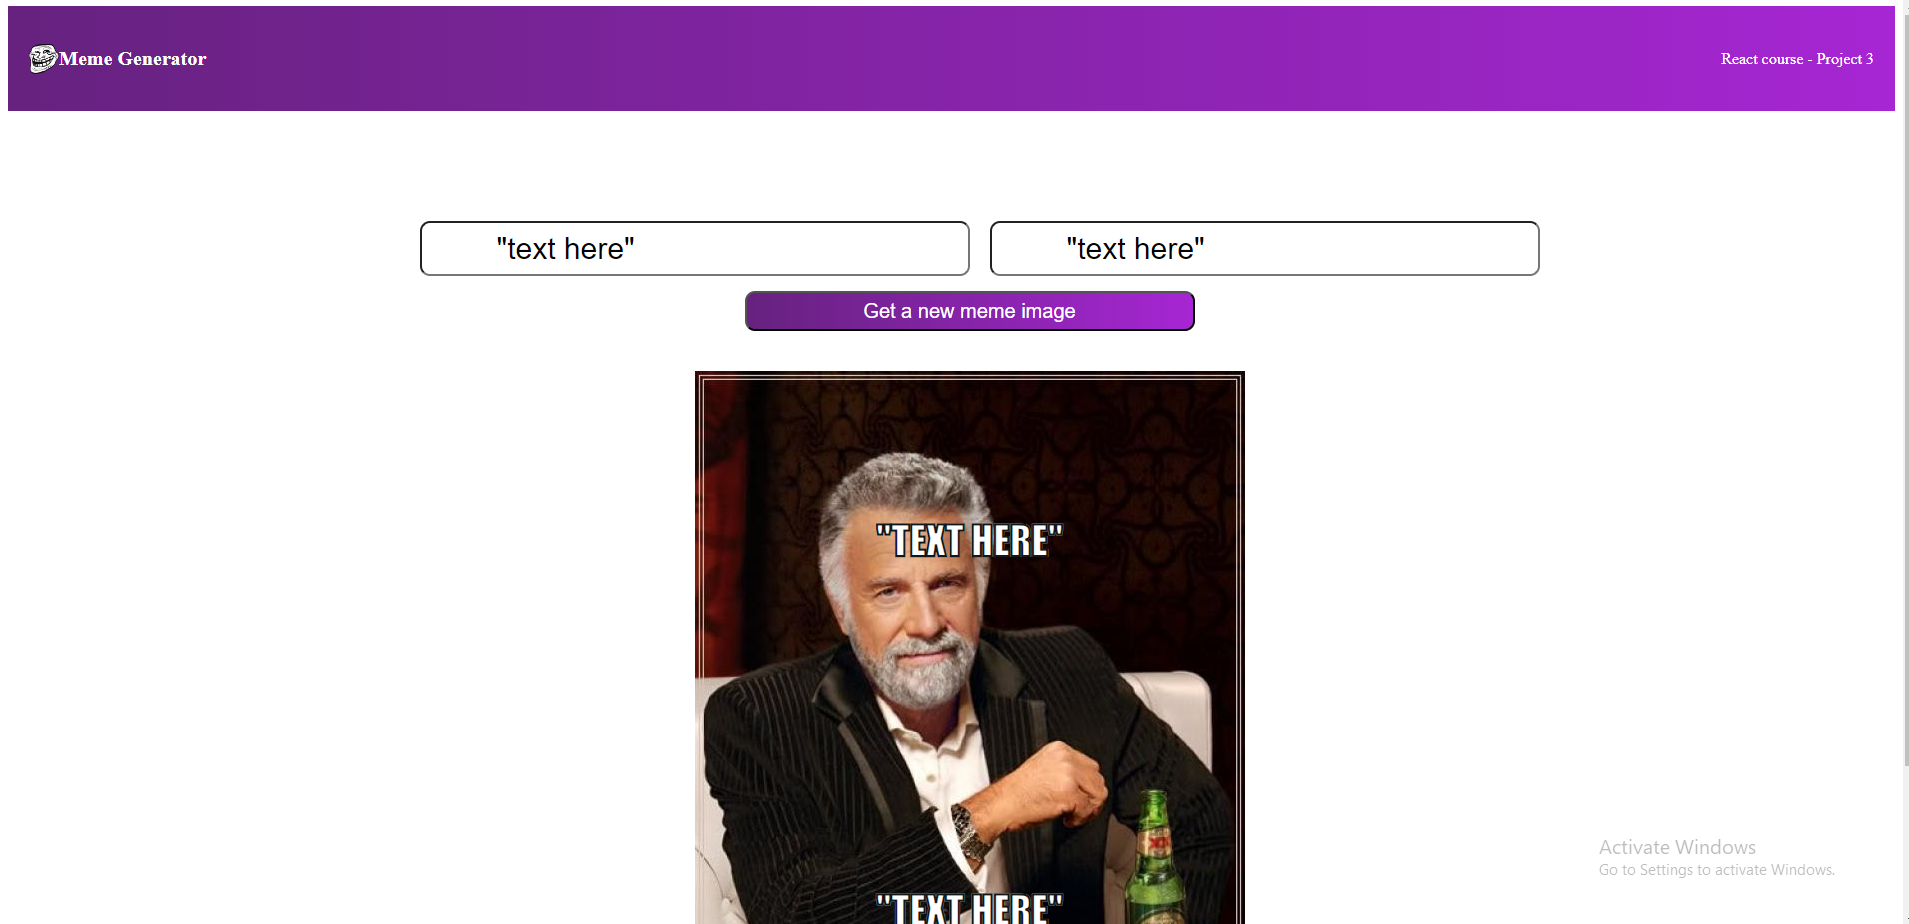 Meme Generator
React course - Project 3
"text here"
"text here"
Get a new meme image
"TEXT HERE"
XX
Activate Windows
Go to Settings to activate Windows.
"TEXT HERE"